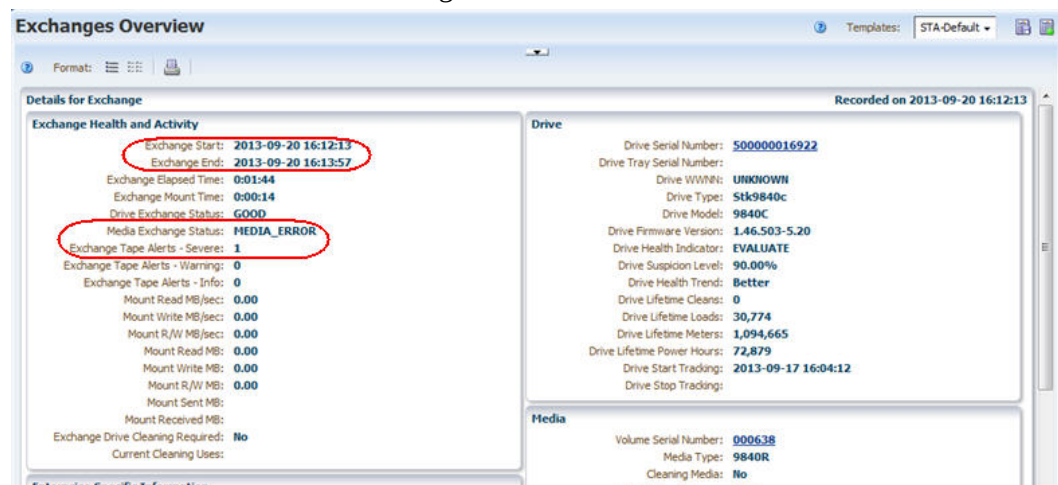 Exchanges Overview
Templates: STA-Default
Format:
Details for Exchange
Recorded on 2013-09-20 16:12:13
Exchange Health and Activity
Exchange Start: 2013-09-20 16:12:13
Exchange End: 2013-09-20 16:13:57
Exchange Elapsed Time: 0:01:44
Exchange Mount Time: 0:00:14
Drive Exchange Status: GOOD
Media Exchange Status: MEDIA_ERROR
Exchange Tape Alerts - Severe: 1
Exchange Tape Alerts - Warning: 0
Exchange Tape Alerts - Info: 0
Mount Read MB/sec: 0.00
Mount Write MB/sec: 0.00
Mount R/W MB/sec: 0.00
Mount Read MB: 0.00
Mount Write MB: 0.00
Mount R/W MB: 0.00
Mount Sent MB:
Mount Received MB:
Exchange Drive Cleaning Required: No
Current Cleaning Uses:
Drive
Drive Serial Number: 500000016922
Drive Tray Serial Number:
Drive WWNN: UNKNOWN
Drive Type: Stk9840c
Drive Model: 9840C
Drive Firmware Version: 1.46.503-5.20
Drive Health Indicator: EVALUATE
Drive Suspicion Level: 90.00%
Drive Health Trend: Better
Drive Lifetime Cleans: 0
Drive Lifetime Loads: 30,774
Drive Lifetime Meters: 1,094,665
Drive Lifetime Power Hours: 72,879
Drive Start Tracking: 2013-09-17 16:04:12
Drive Stop Tracking:
Media
Volume Serial Number: 000638
Media Type: 9840R
Cleaning Media: No